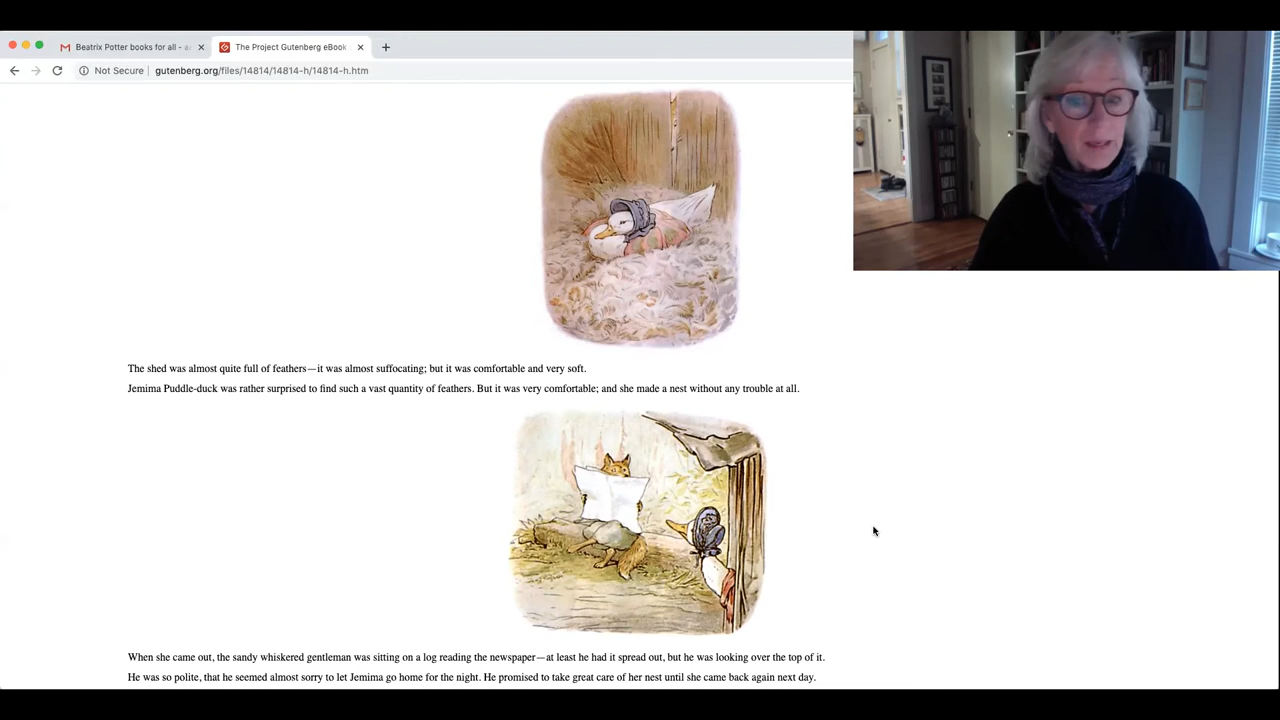 Beatrix Potter books for all - a
The Project Gutenberg eBook
Not Secure
gutenberg.org/files/14814/14814-h/14814-h.htm
The shed was almost quite full of feathers—it was almost suffocating; but it was comfortable and very soft.
Jemima Puddle-duck was rather surprised to find such a vast quantity of feathers. But it was very comfortable; and she made a nest without any trouble at all.
When she came out, the sandy whiskered gentleman was sitting on a log reading the newspaper—at least he had it spread out, but he was looking over the top of it.
He was so polite, that he seemed almost sorry to let Jemima go home for the night. He promised to take great care of her nest until she came back again next day.